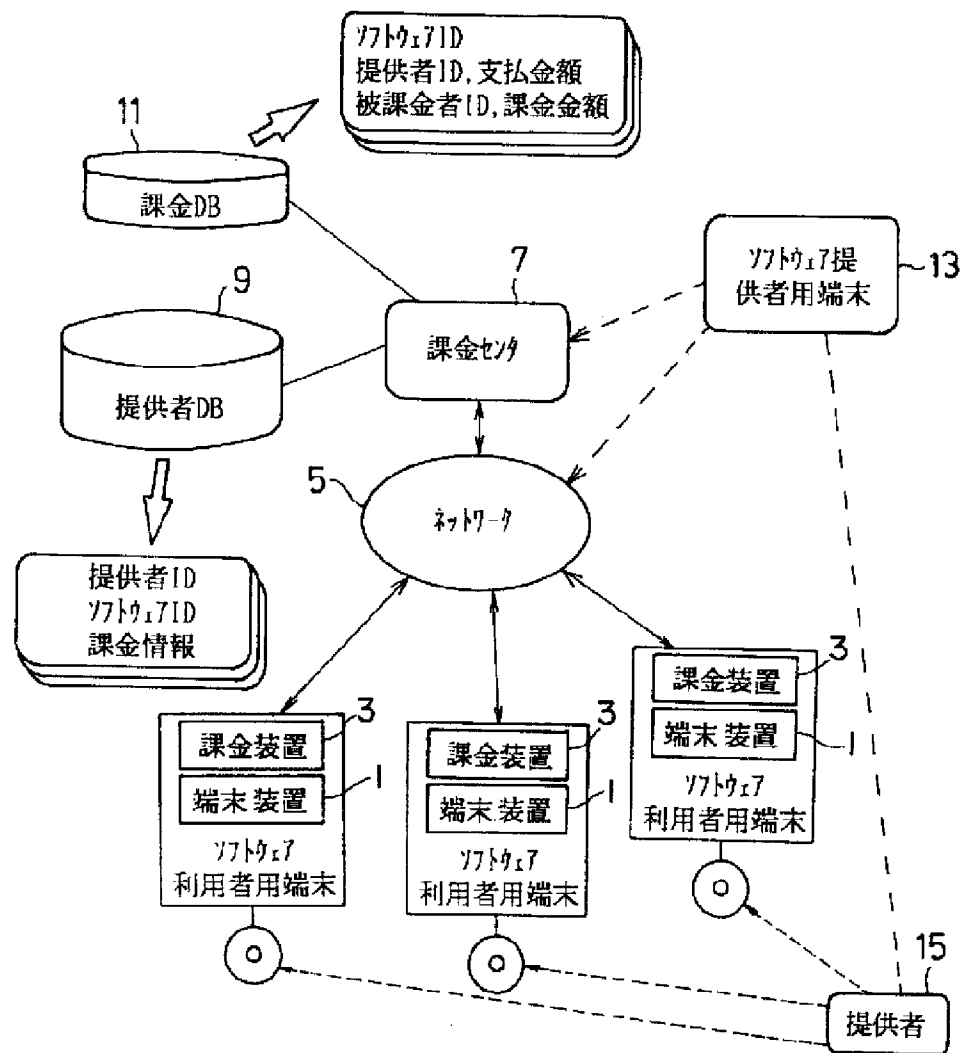 ソフトウェアID
提供者ID,支払金額
被課金者ID,課金金額
11
課金DB
9
提供者DB
7
課金センタ
ソフトウェア提
供者用端末
13
5
ネットワータ
提供者ID
ソフトウェアID
課金情報
課金装置
3
端末装置
1
ソフトウェア
利用者用端末
課金装置
3
端末装置
1
ソフトウェア
利用者用端末
課金装置
3
端末装置
1
ソフトウェア
利用者用端末
15
提供者